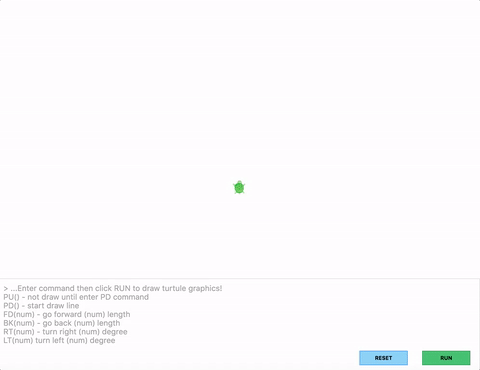 > ...Enter command then click RUN to draw turtule graphics!
PU() - not draw until enter PD command
PD() - start draw line
FD(num) - go forward (num) length
BK(num) - go back (num) length
RT(num) - turn right (num) degree
LT(num) turn left (num) degree
RESET RUN